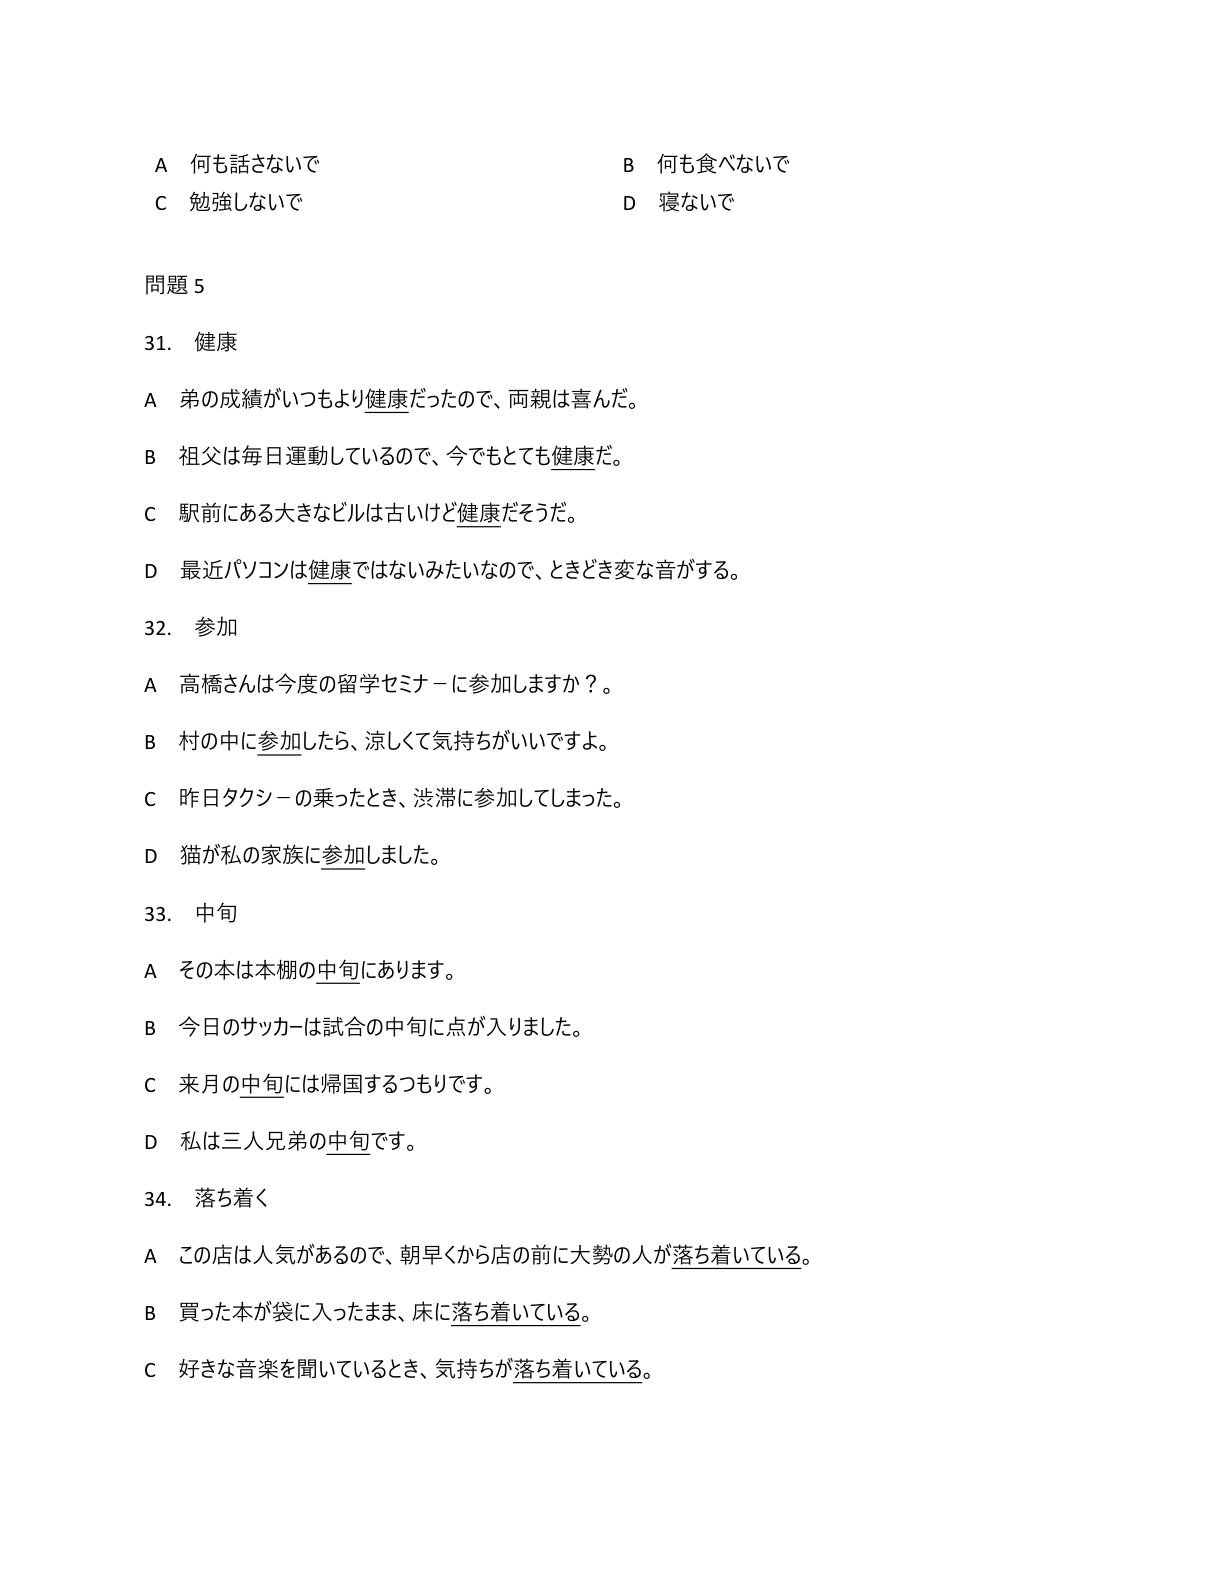 A 何も話さないで B 何も食べないで
C 勉強しないで D 寝ないで
問題 5
31. 健康
A 弟の成績がいつもより健康だったので、両親は喜んだ。
B 祖父は毎日運動しているので、今でもとても健康だ。
C 駅前にある大きなビルは古いけど健康だそうだ。
D 最近パソコンは健康ではないみたいなので、ときどき変な音がする。
32. 参加
A 高橋さんは今度の留学セミナ－に参加しますか？。
B 村の中に参加したら、涼しくて気持ちがいいですよ。
C 昨日タクシ－の乗ったとき、渋滞に参加してしまった。
D 猫が私の家族に参加しました。
33. 中旬
A その本は本棚の中旬にあります。
B 今日のサッカーは試合の中旬に点が入りました。
C 来月の中旬には帰国するつもりです。
D 私は三人兄弟の中旬です。
34. 落ち着く
A この店は人気があるので、朝早くから店の前に大勢の人が落ち着いている。
B 買った本が袋に入ったまま、床に落ち着いている。
C 好きな音楽を聞いているとき、気持ちが落ち着いている。